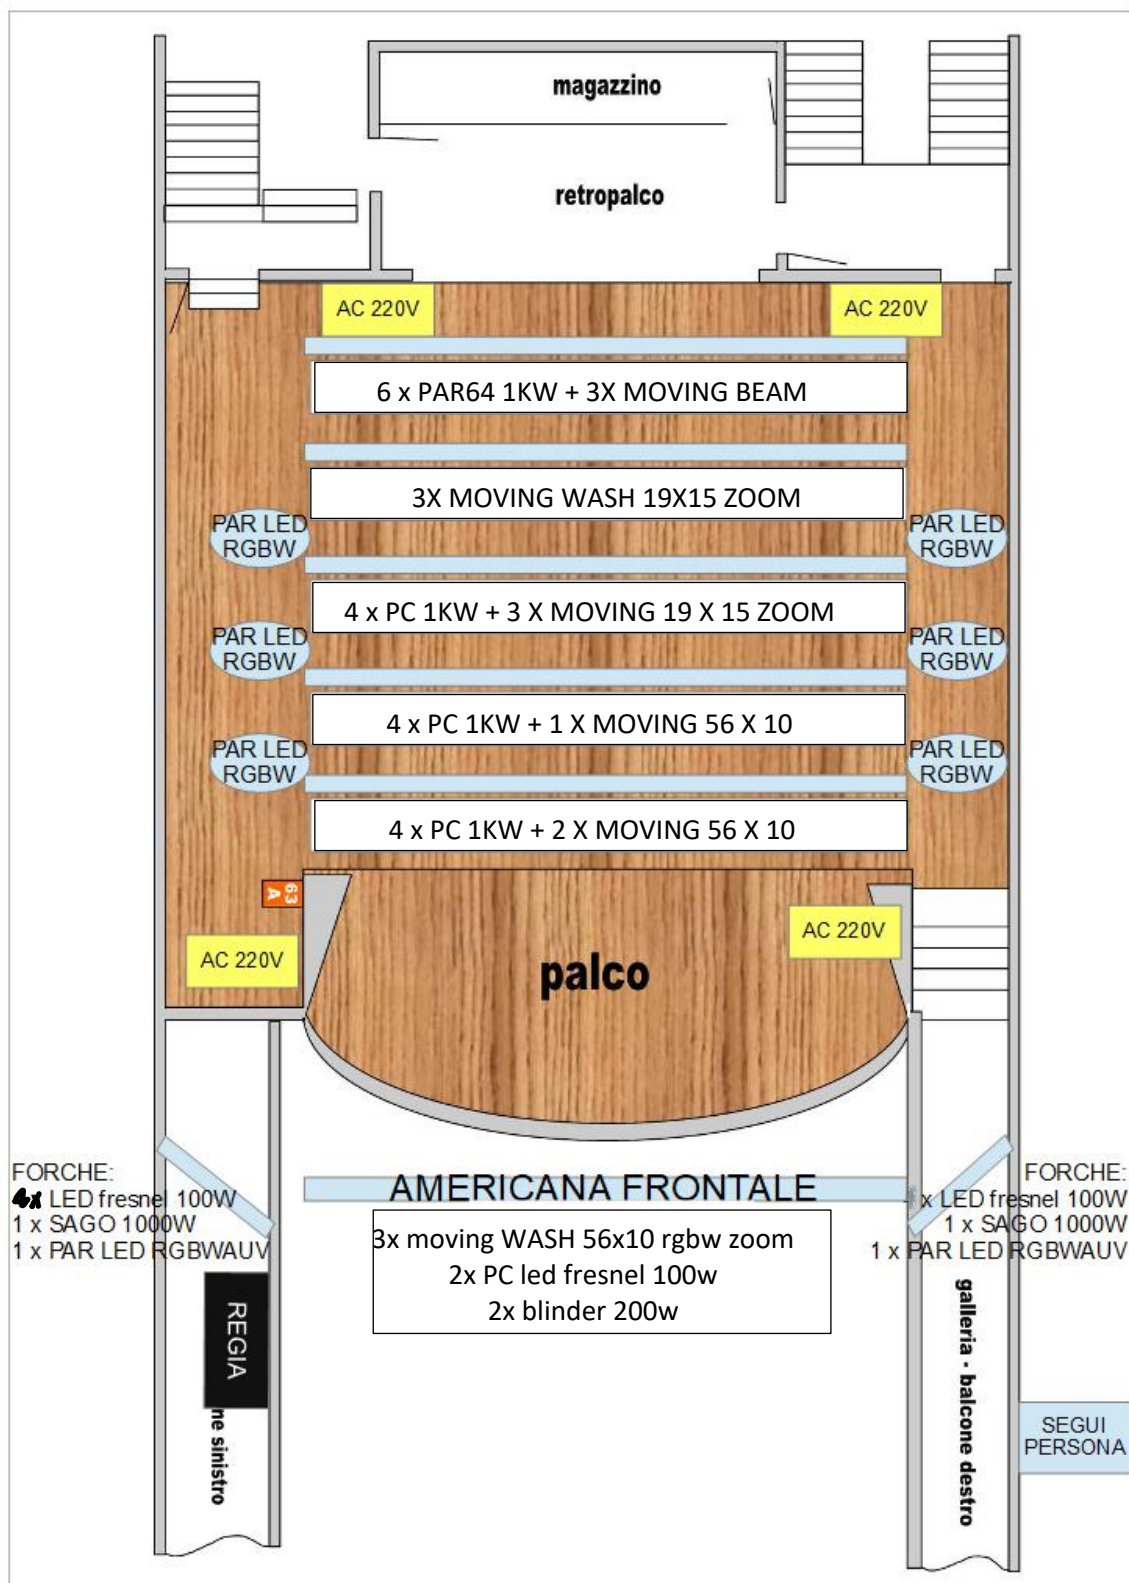 magazzino
retropalco
AC 220V
AC 220V
6 x PAR64 1KW + 3X MOVING BEAM
3X MOVING WASH 19X15 ZOOM
PAR LED
RGBW
PAR LED
RGBW
4 x PC 1KW + 3 X MOVING 19 X 15 ZOOM
PAR LED
RGBW
PAR LED
RGBW
4 x PC 1KW + 1 X MOVING 56 X 10
PAR LED
RGBW
PAR LED
RGBW
4 x PC 1KW + 2 X MOVING 56 X 10
63
A
AC 220V
AC 220V
palco
FORCHE:
4x LED fresnel 100W
1 x SAGO 1000W
1 x PAR LED RGBWAUV
AMERICANA FRONTALE
3x moving WASH 56x10 rgbw zoom
2x PC led fresnel 100w
2x blinder 200w
FORCHE:
x LED fresnel 100W
1 x SAGO 1000W
1 x PAR LED RGBWAUV
REGIA
ne sinistro
galleria - balcone destro
SEGUI
PERSONA